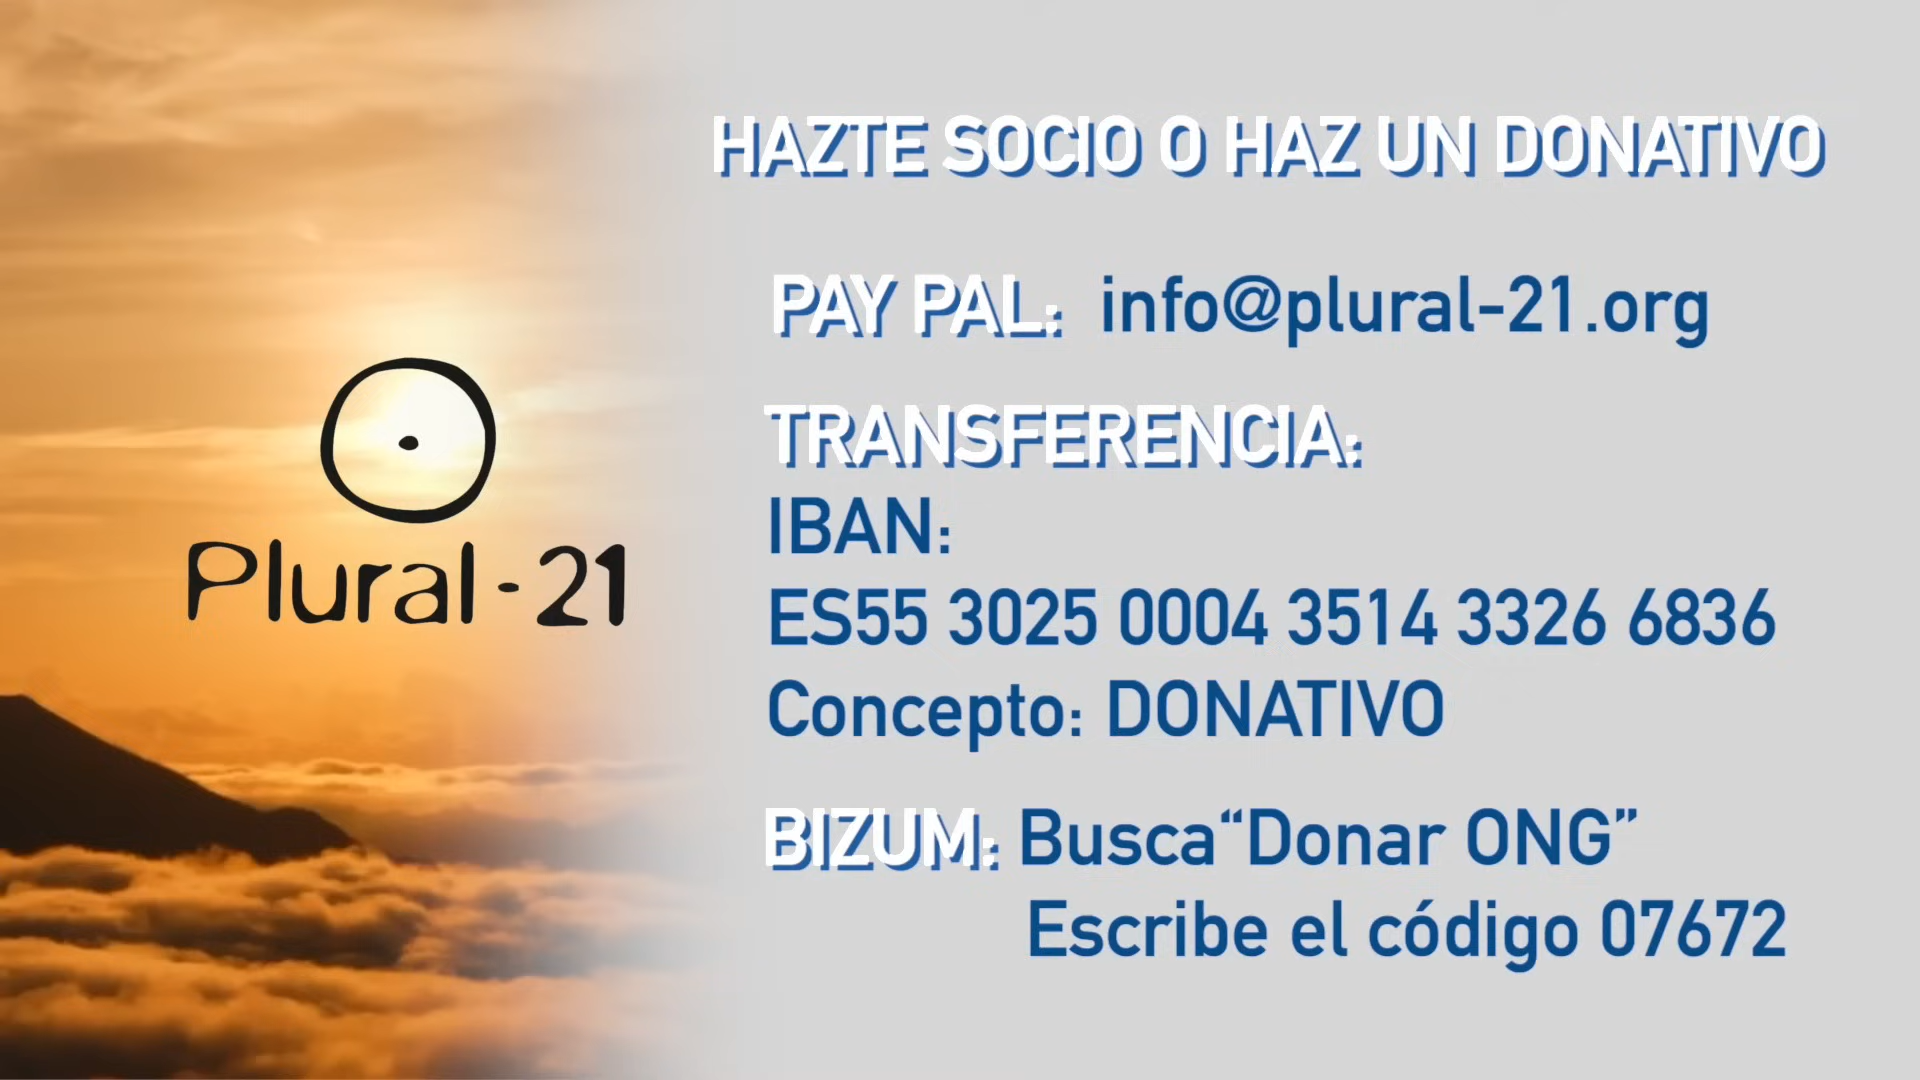 Plural-21
HAZTE SOCIO O HAZ UN DONATIVO
PAY PAL: info@plural-21.org
TRANSFERENCIA:
IBAN:
ES55 3025 0004 3514 3326 6836
Concepto: DONATIVO
BIZUM: Busca“Donar ONG”
Escribe el código 07672